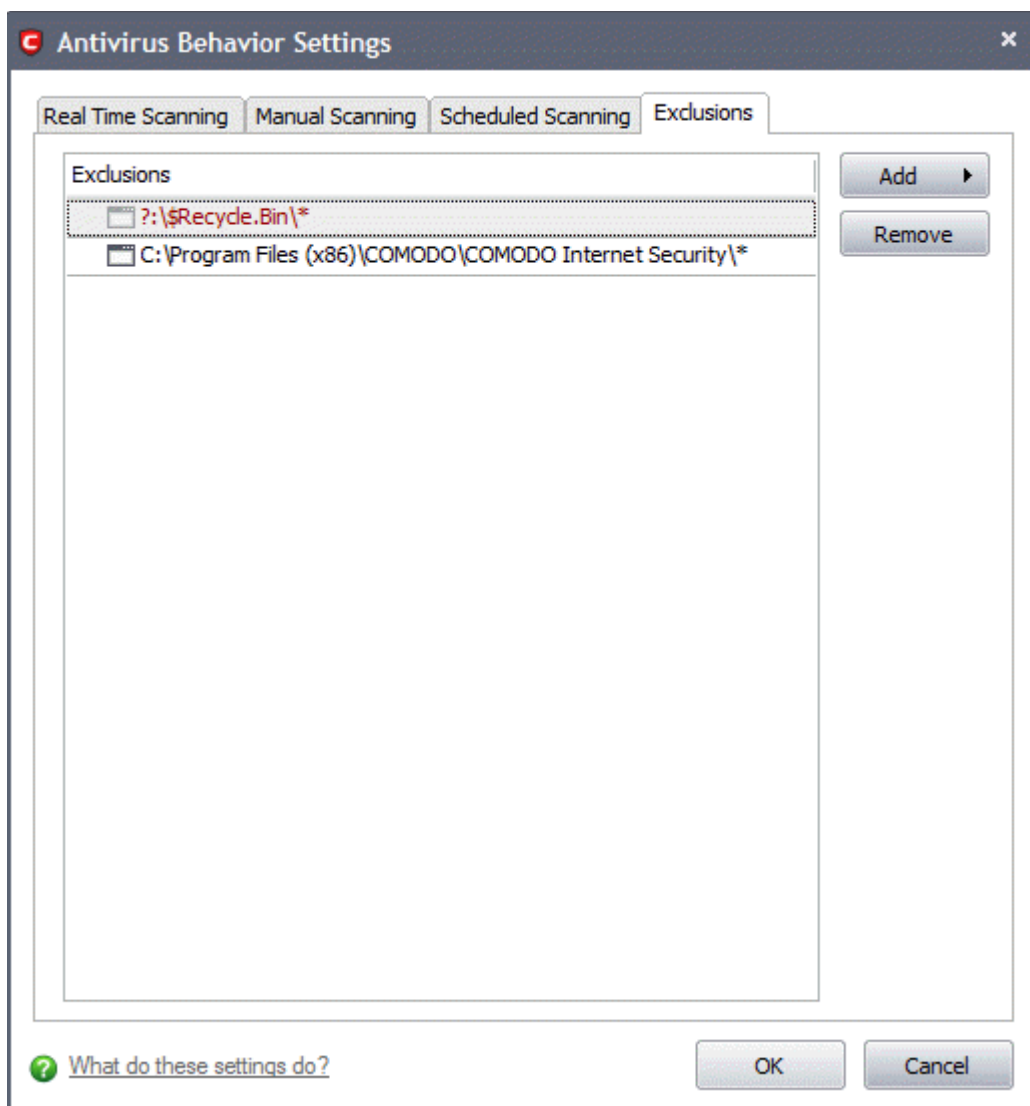 Antivirus Behavior Settings
Real Time Scanning
Manual Scanning
Scheduled Scanning
Exclusions
Exclusions
?:\$Recycle.Bin\*
C:\Program Files (x86)\COMODO\COMODO Internet Security\*
Add
Remove
What do these settings do?
OK
Cancel